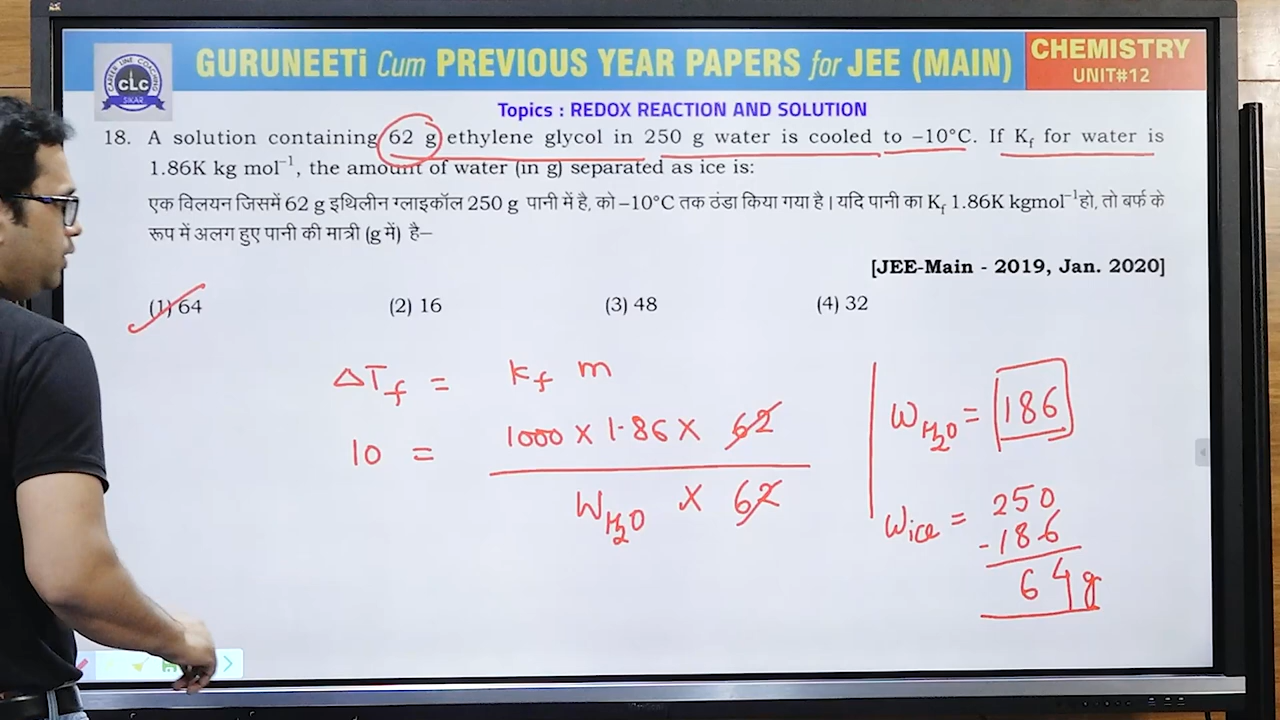 GURUNEETi Cum PREVIOUS YEAR PAPERS for JEE (MAIN)
CHEMISTRY
UNIT#12
CAREER LINE COACHING
CLC
SIKAR
Topics : REDOX REACTION AND SOLUTION
18. A solution containing 62 g ethylene glycol in 250 g water is cooled to −10°C. If Kf for water is
1.86K kg mol⁻¹, the amount of water (in g) separated as ice is:
एक विलयन जिसमें 62 g इथिलीन ग्लाइकॉल 250 g पानी में है, को −10°C तक ठंडा किया गया है। यदि पानी का Kf 1.86K kgmol⁻¹हो, तो बर्फ के
रूप में अलग हुए पानी की मात्री (g में) है−
[JEE-Main - 2019, Jan. 2020]
(1) 64 (2) 16 (3) 48 (4) 32
ΔTf = Kf m
10 = 1000 X 1.86 X 62
WH₂O X 62
WH₂O = 186
Wice = 250
-186
64g